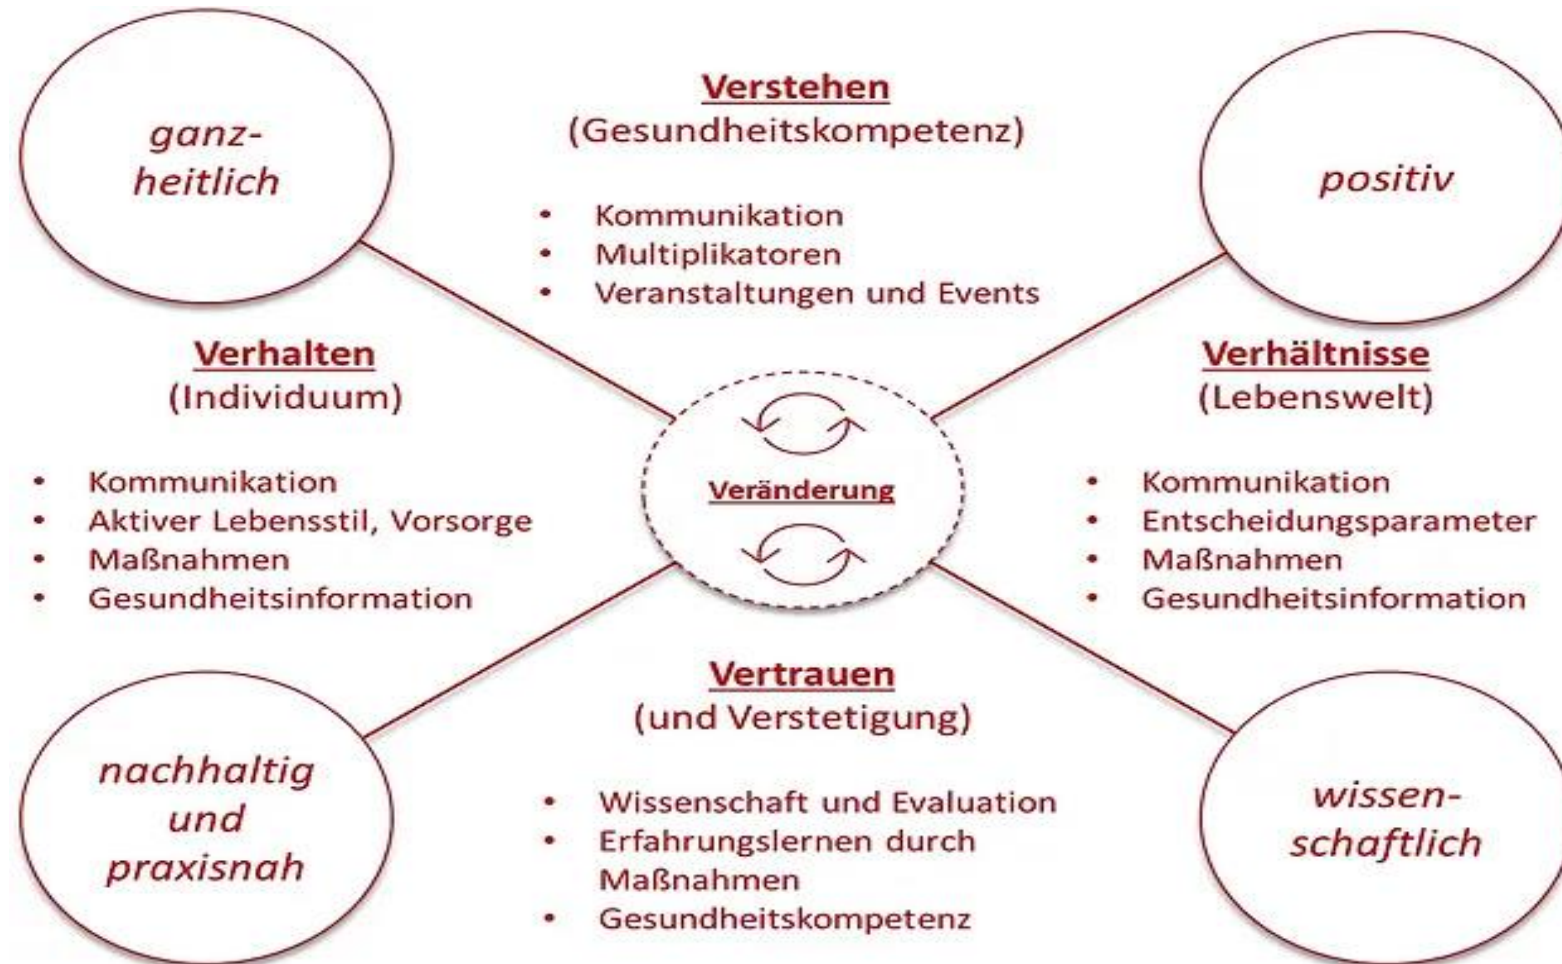 ganz-
heitlich
Verstehen
(Gesundheitskompetenz)
• Kommunikation
• Multiplikatoren
• Veranstaltungen und Events
positiv
Verhalten
(Individuum)
• Kommunikation
• Aktiver Lebensstil, Vorsorge
• Maßnahmen
• Gesundheitsinformation
Veränderung
Verhältnisse
(Lebenswelt)
• Kommunikation
• Entscheidungsparameter
• Maßnahmen
• Gesundheitsinformation
nachhaltig
und
praxisnah
Vertrauen
(und Verstetigung)
• Wissenschaft und Evaluation
• Erfahrungslernen durch
Maßnahmen
• Gesundheitskompetenz
wissen-
schaftlich